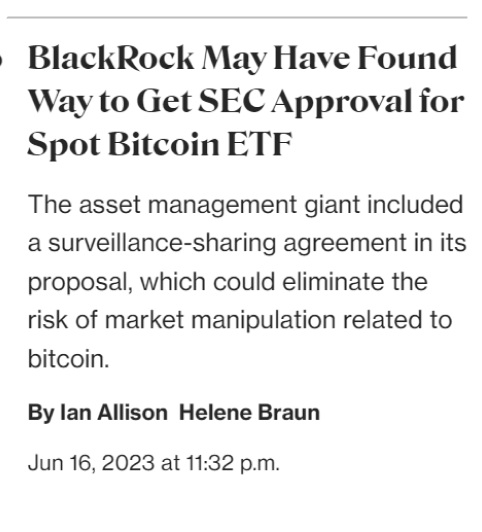 BlackRock May Have Found
Way to Get SEC Approval for
Spot Bitcoin ETF
The asset management giant included
a surveillance-sharing agreement in its
proposal, which could eliminate the
risk of market manipulation related to
bitcoin.
By Ian Allison Helene Braun
Jun 16, 2023 at 11:32 p.m.